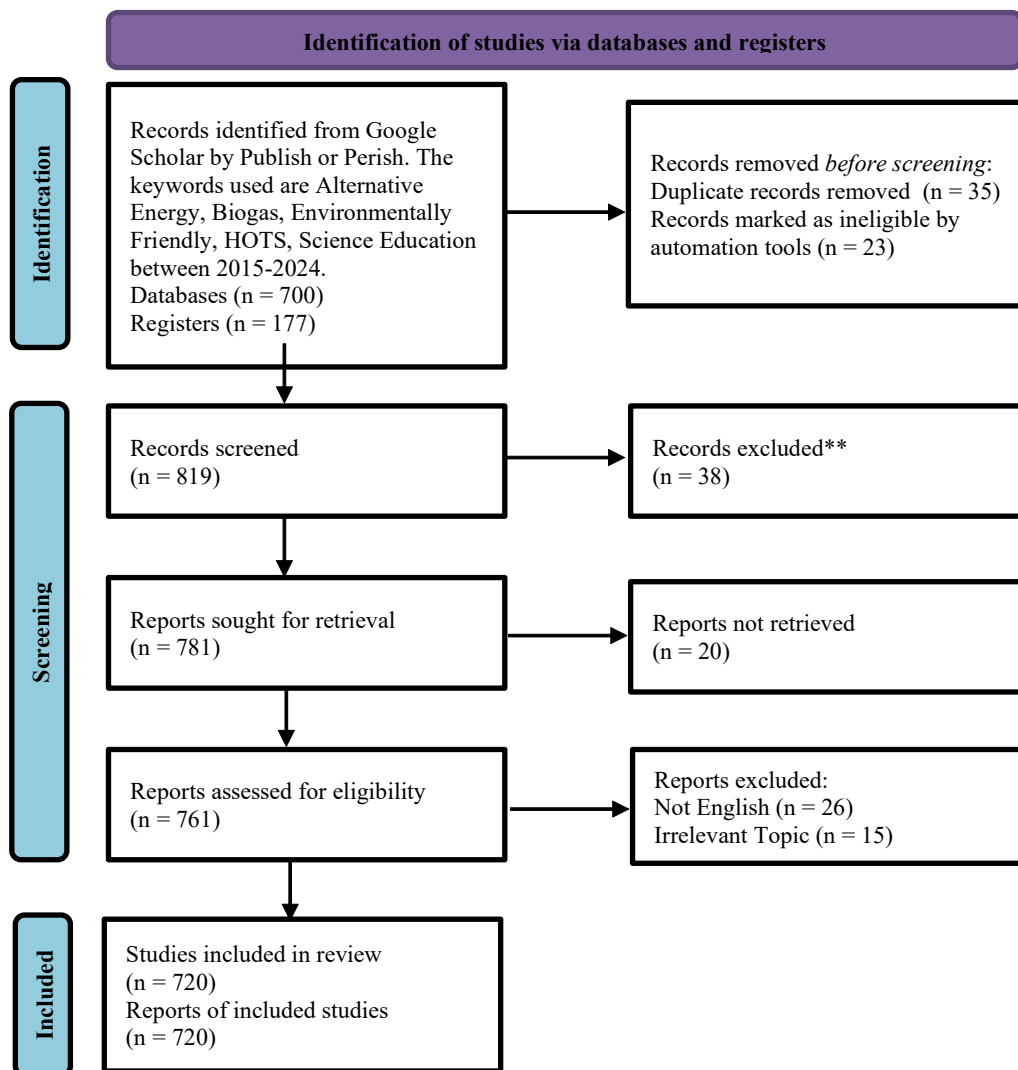 Identification of studies via databases and registers
Identification
Records identified from Google
Scholar by Publish or Perish. The
keywords used are Alternative
Energy, Biogas, Environmentally
Friendly, HOTS, Science Education
between 2015-2024.
Databases (n = 700)
Registers (n = 177)
Records removed before screening:
Duplicate records removed (n = 35)
Records marked as ineligible by
automation tools (n = 23)
Screening
Records screened
(n = 819)
Records excluded**
(n = 38)
Reports sought for retrieval
(n = 781)
Reports not retrieved
(n = 20)
Reports assessed for eligibility
(n = 761)
Reports excluded:
Not English (n = 26)
Irrelevant Topic (n = 15)
Included
Studies included in review
(n = 720)
Reports of included studies
(n = 720)